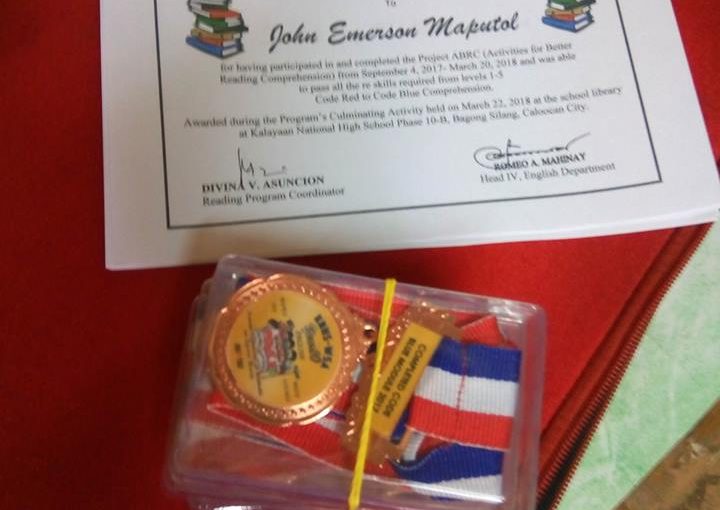 To
John Emerson Maputol
for having participated in and completed the Project ABRC (Activities for Better
Reading Comprehension) from September 4, 2017- March 20, 2018 and was able
to pass all the re skills required from levels 1-5
Code Red to Code Blue Comprehension.
Awarded during the Program's Culminating Activity held on March 22, 2018 at the school library
at Kalayaan National High School Phase 10-B, Bagong Silang, Caloocan City.
DIVINA V. ASUNCION
Reading Program Coordinator
ROMEO A. MAHINAY
Head IV, English Department
COMPLETED CODE